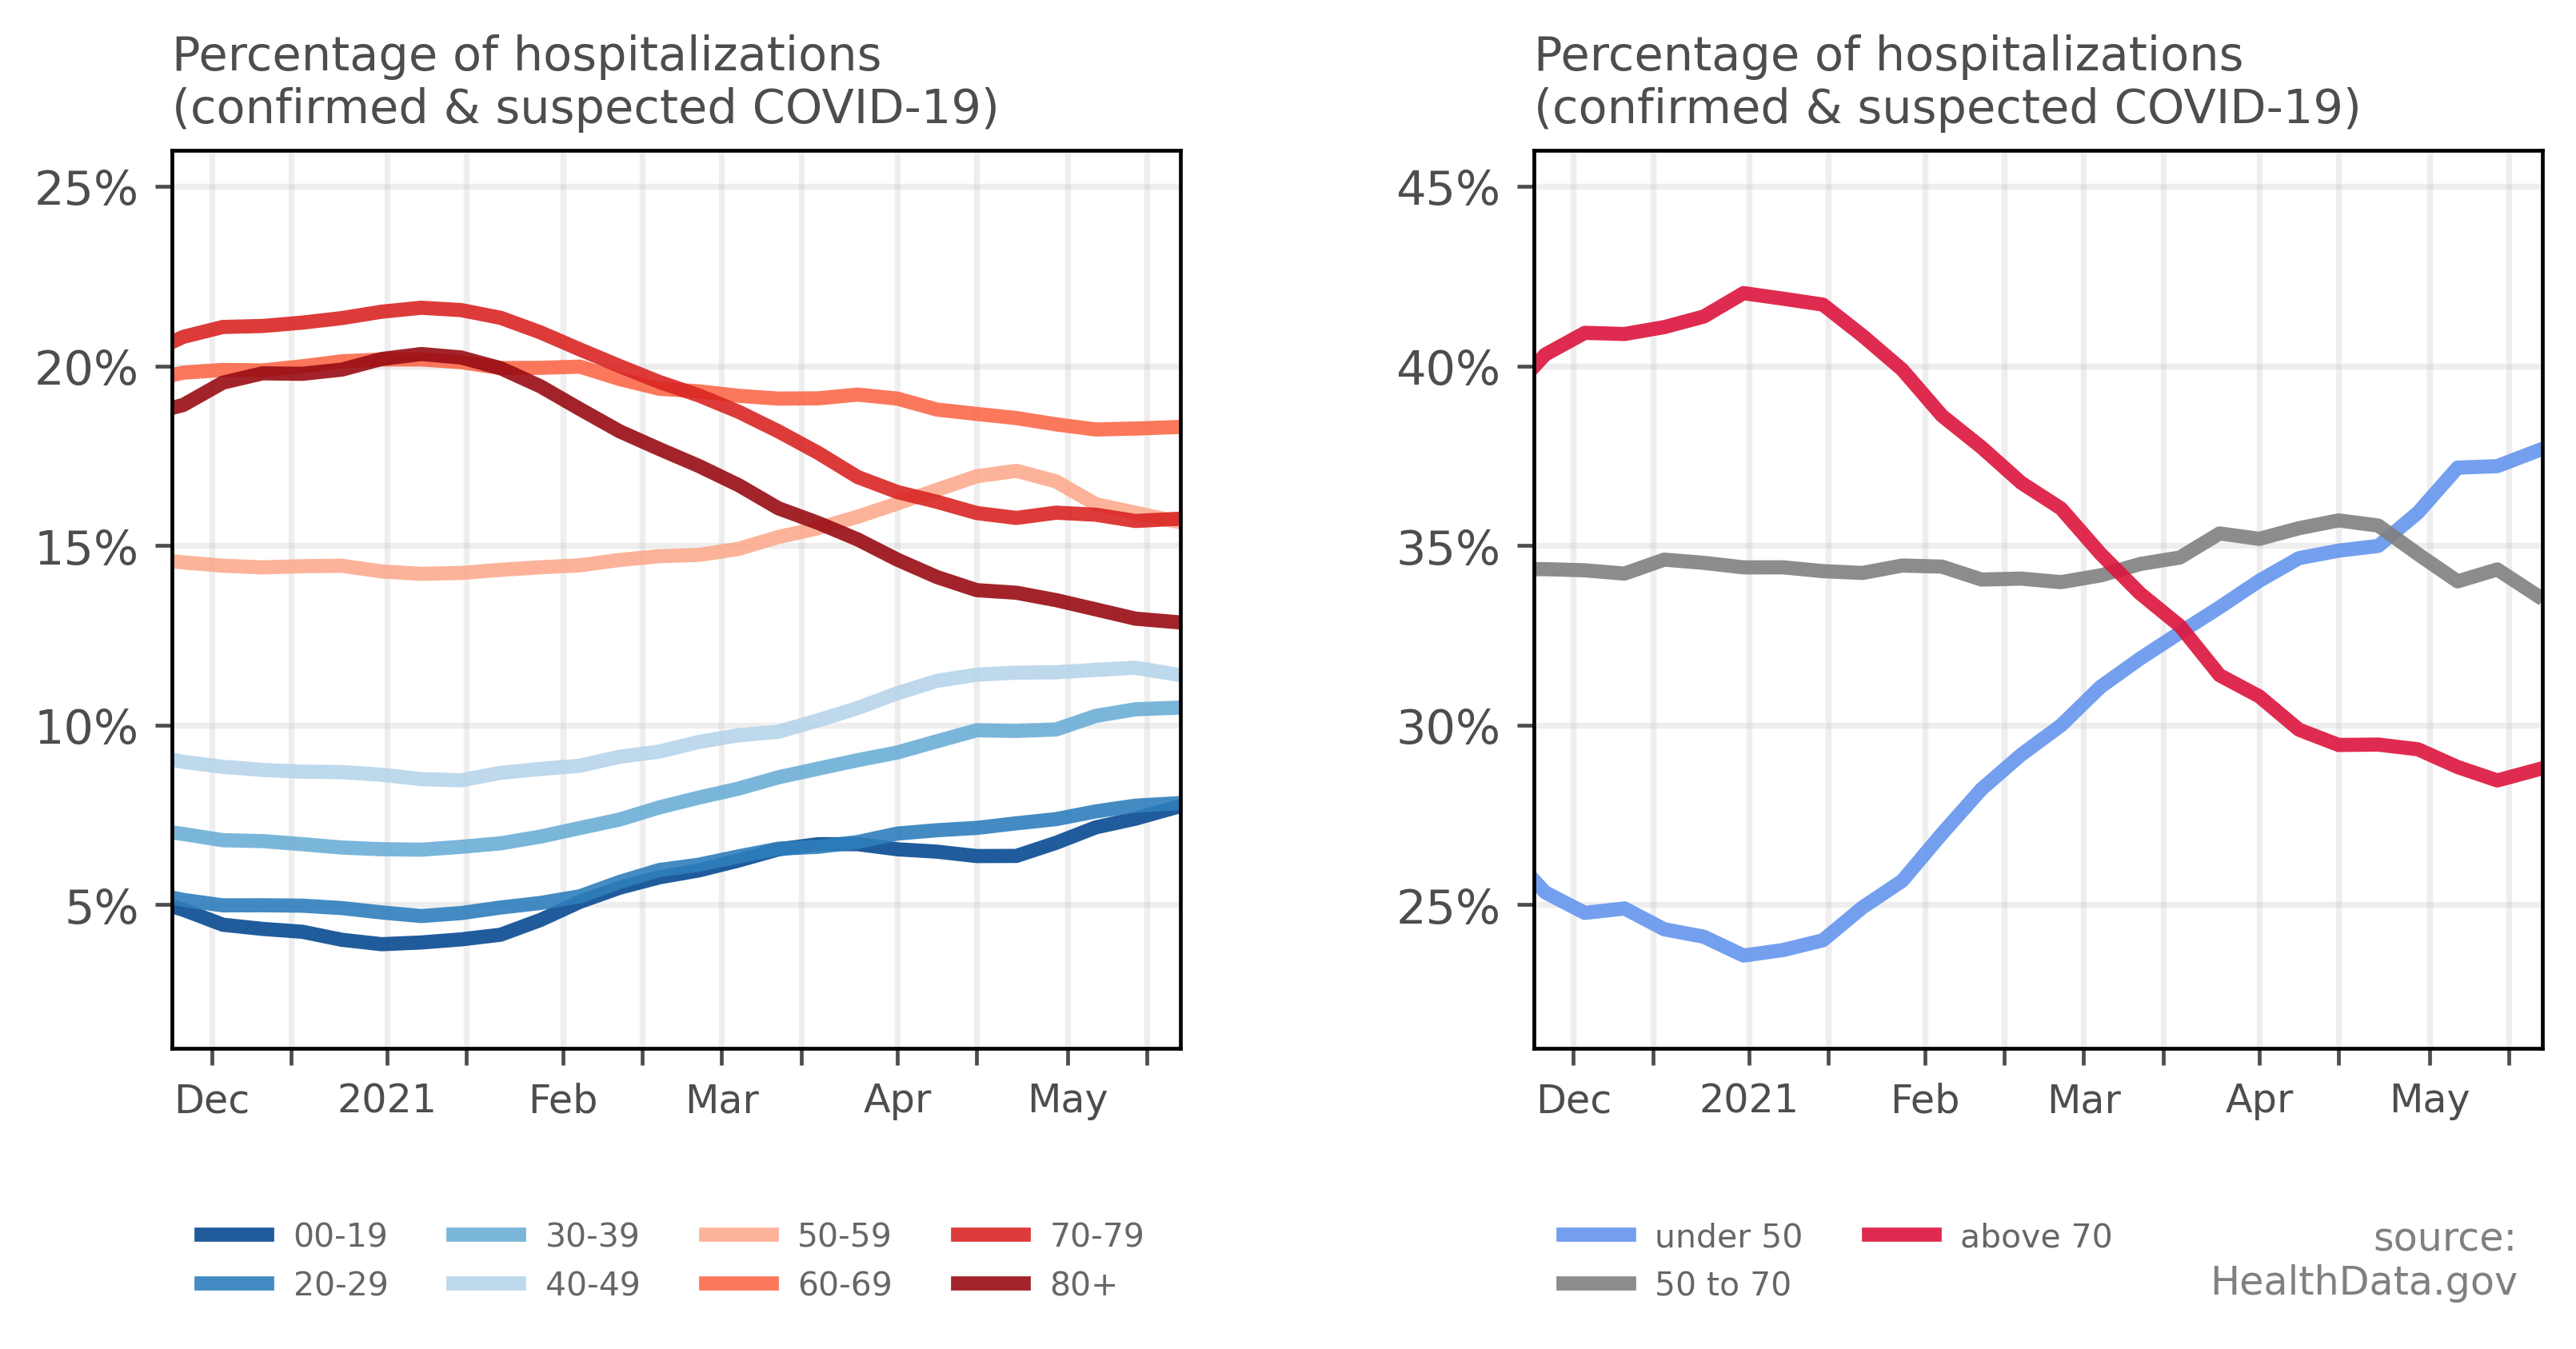 Percentage of hospitalizations
(confirmed & suspected COVID-19)
25%
20%
15%
10%
5%
Dec 2021 Feb Mar Apr May
00-19 30-39 50-59 70-79
20-29 40-49 60-69 80+
Percentage of hospitalizations
(confirmed & suspected COVID-19)
45%
40%
35%
30%
25%
Dec 2021 Feb Mar Apr May
under 50 above 70
50 to 70
source:
HealthData.gov